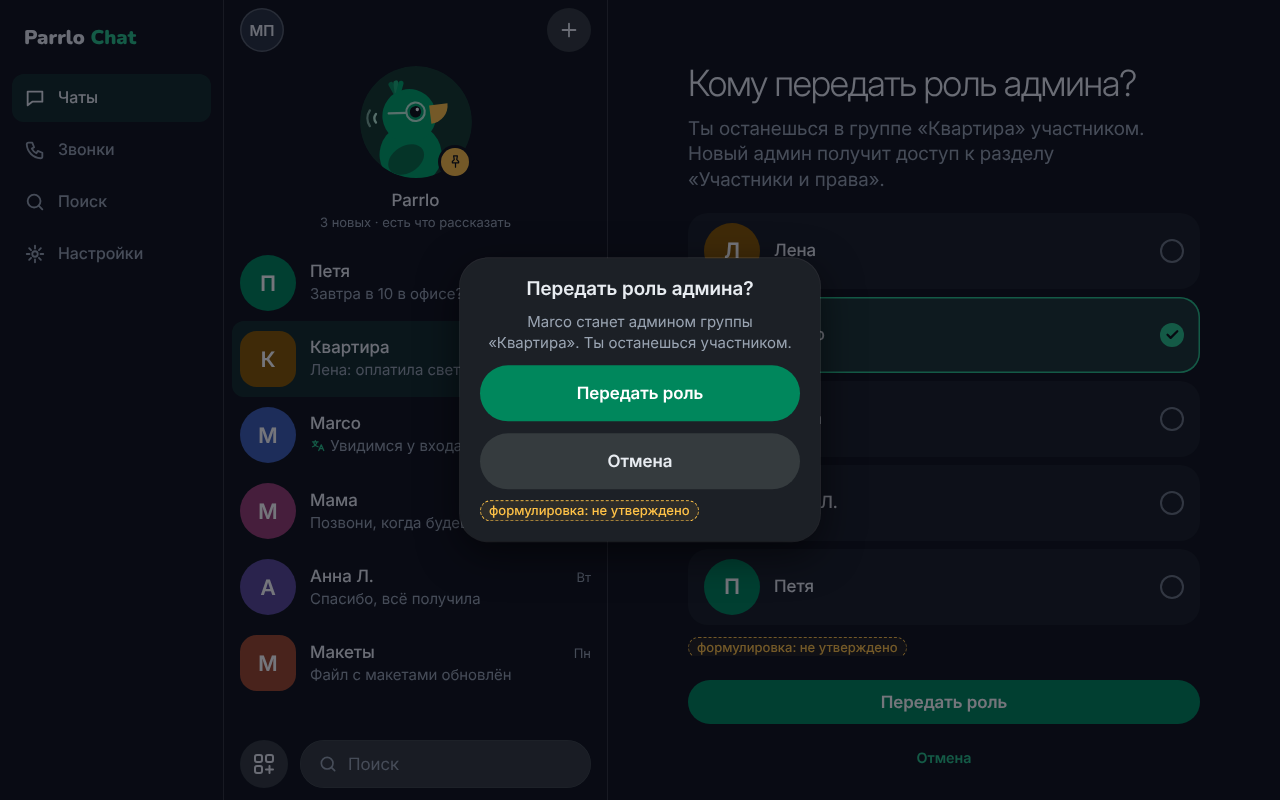 Parrlo Chat
Чаты
Звонки
Поиск
Настройки
МП
Parrlo
3 новых · есть что рассказать
П
Петя
Завтра в 10 в офисе?
К
Квартира
Лена: оплатила свет
M
Marco
Увидимся у входа
М
Мама
Позвони, когда
А
Анна Л.
Вт
Спасибо, всё получила
М
Макеты
Пн
Файл с макетами обновлён
Поиск
Кому передать роль админа?
Ты останешься в группе «Квартира» участником.
Новый админ получит доступ к разделу
«Участники и права».
Л
Лена
Л.
П
Петя
формулировка: не утверждено
Передать роль
Отмена
Передать роль админа?
Marco станет админом группы
«Квартира». Ты останешься участником.
Передать роль
Отмена
формулировка: не утверждено